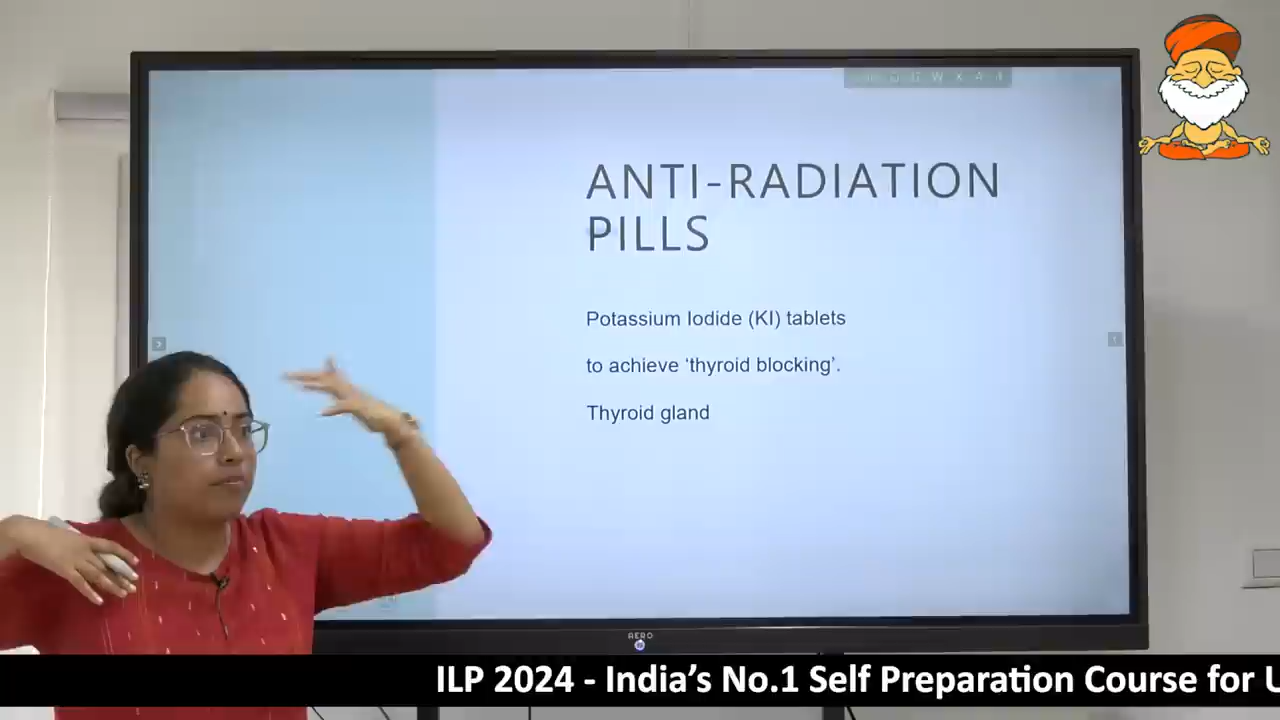 ANTI-RADIATION
PILLS
Potassium Iodide (KI) tablets
to achieve ‘thyroid blocking’.
Thyroid gland
AERO
ILP 2024 - India’s No.1 Self Preparation Course for U